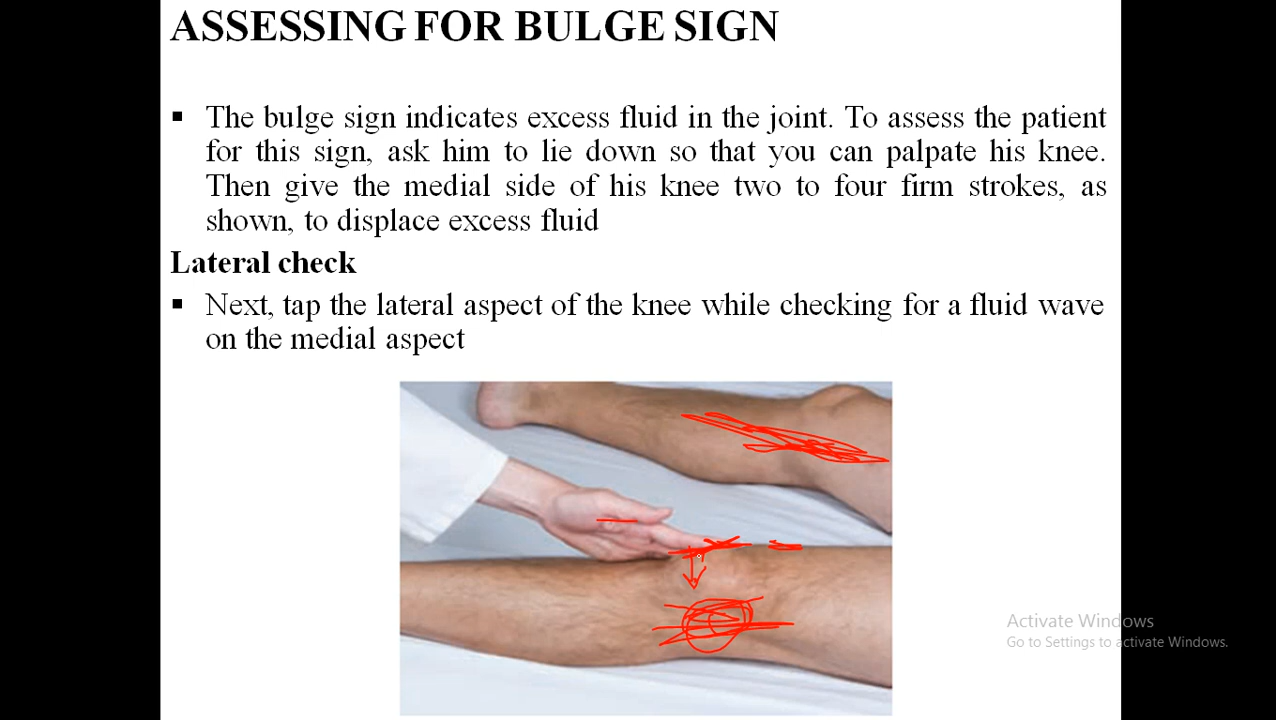 ASSESSING FOR BULGE SIGN
▪ The bulge sign indicates excess fluid in the joint. To assess the patient
for this sign, ask him to lie down so that you can palpate his knee.
Then give the medial side of his knee two to four firm strokes, as
shown, to displace excess fluid
Lateral check
▪ Next, tap the lateral aspect of the knee while checking for a fluid wave
on the medial aspect
Activate Windows
Go to Settings to activate Windows.